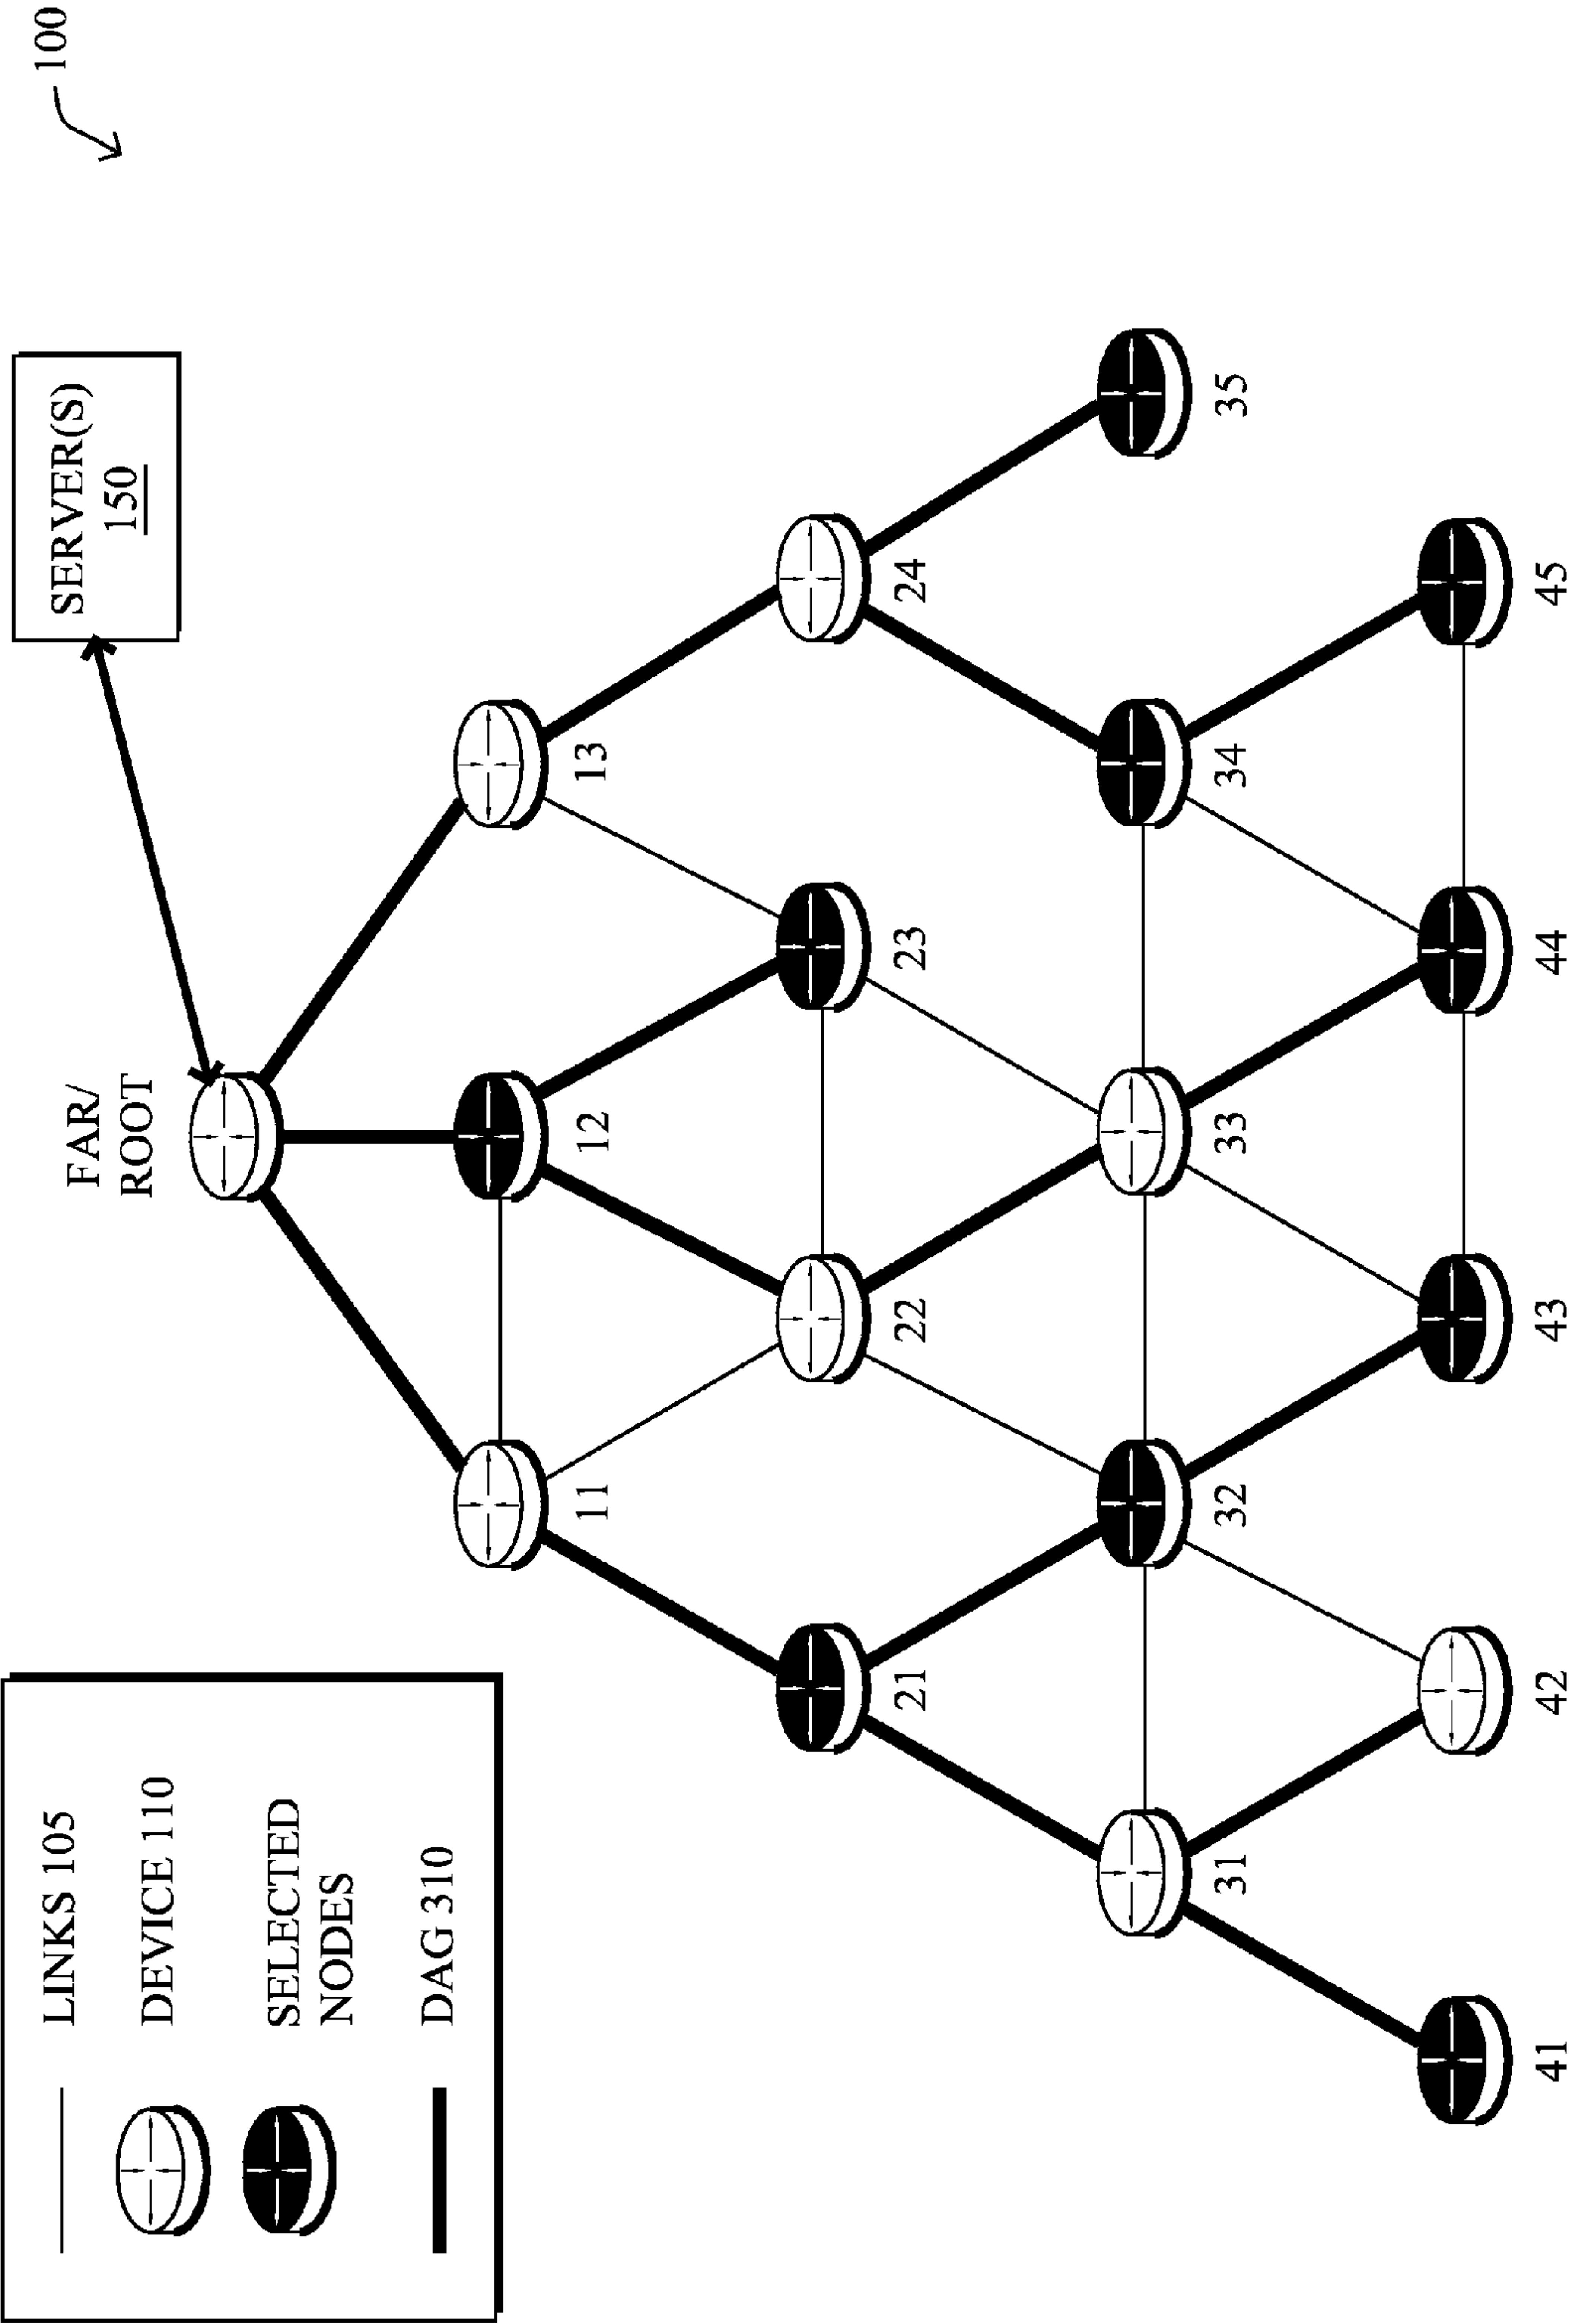 LINKS 105
DEVICE 110
SELECTED
NODES
DAG 310
FAR/
ROOT
SERVER(S)
150
100
11
12
13
21
22
23
24
31
32
33
34
35
41
42
43
44
45